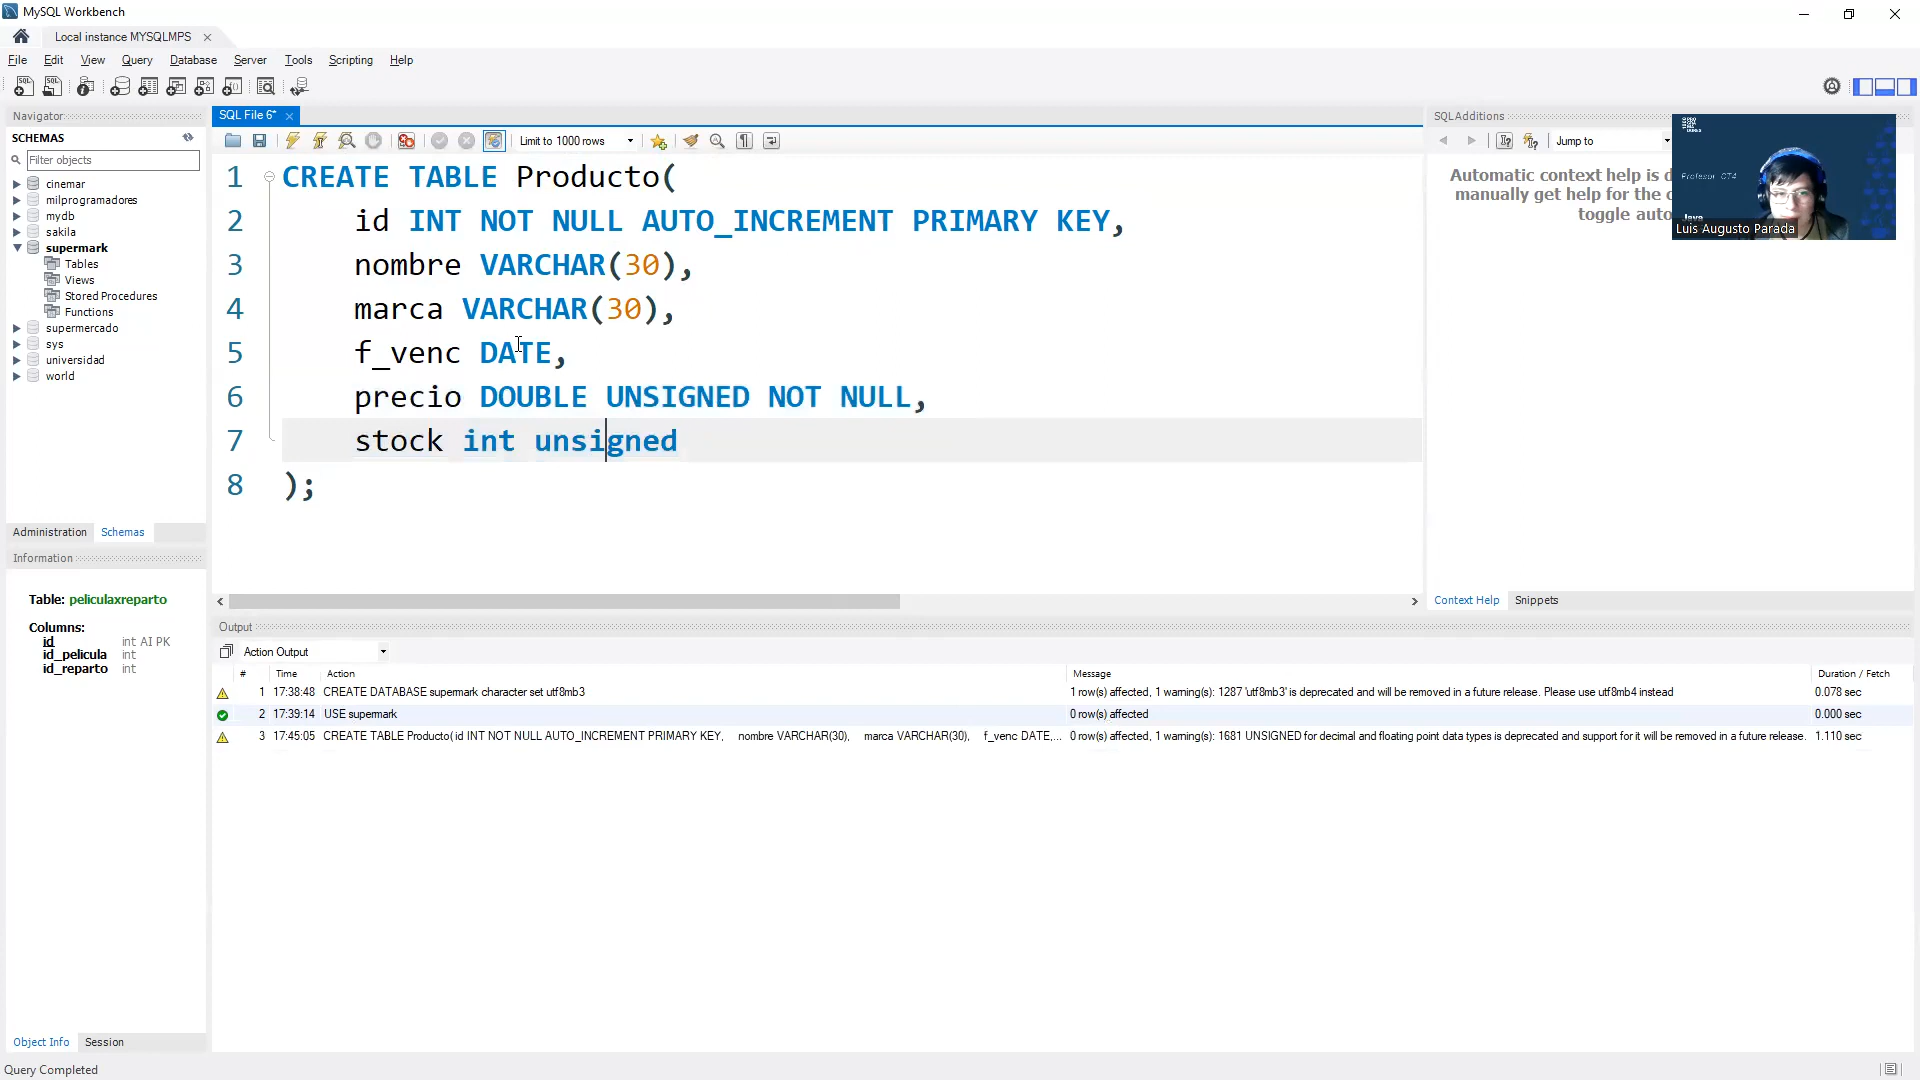 MySQL Workbench
Local instance MYSQLMPS
File Edit View Query Database Server Tools Scripting Help
Navigator
SCHEMAS
Filter objects
cinemar
milprogramadores
mydb
sakila
supermark
Tables
Views
Stored Procedures
Functions
supermercado
sys
universidad
world
Administration Schemas
Information
Table: peliculaxreparto
Columns:
id int AI PK
id_pelicula int
id_reparto int
Object Info Session
Query Completed
SQL File 6*
Limit to 1000 rows
1 CREATE TABLE Producto(
2 id INT NOT NULL AUTO_INCREMENT PRIMARY KEY,
3 nombre VARCHAR(30),
4 marca VARCHAR(30),
5 f_venc DATE,
6 precio DOUBLE UNSIGNED NOT NULL,
7 stock int unsigned
8 );
SQLAdditions
Jump to
Automatic context help is d
manually get help for the c
toggle auto
Profesor CT4
Java
Luis Augusto Parada
Context Help Snippets
Output
Action Output
# Time Action Message Duration / Fetch
1 17:38:48 CREATE DATABASE supermark character set utf8mb3 1 row(s) affected, 1 warning(s): 1287 'utf8mb3' is deprecated and will be removed in a future release. Please use utf8mb4 instead 0.078 sec
2 17:39:14 USE supermark 0 row(s) affected 0.000 sec
3 17:45:05 CREATE TABLE Producto( id INT NOT NULL AUTO_INCREMENT PRIMARY KEY, nombre VARCHAR(30), marca VARCHAR(30), f_venc DATE,... 0 row(s) affected, 1 warning(s): 1681 UNSIGNED for decimal and floating point data types is deprecated and support for it will be removed in a future release. 1.110 sec